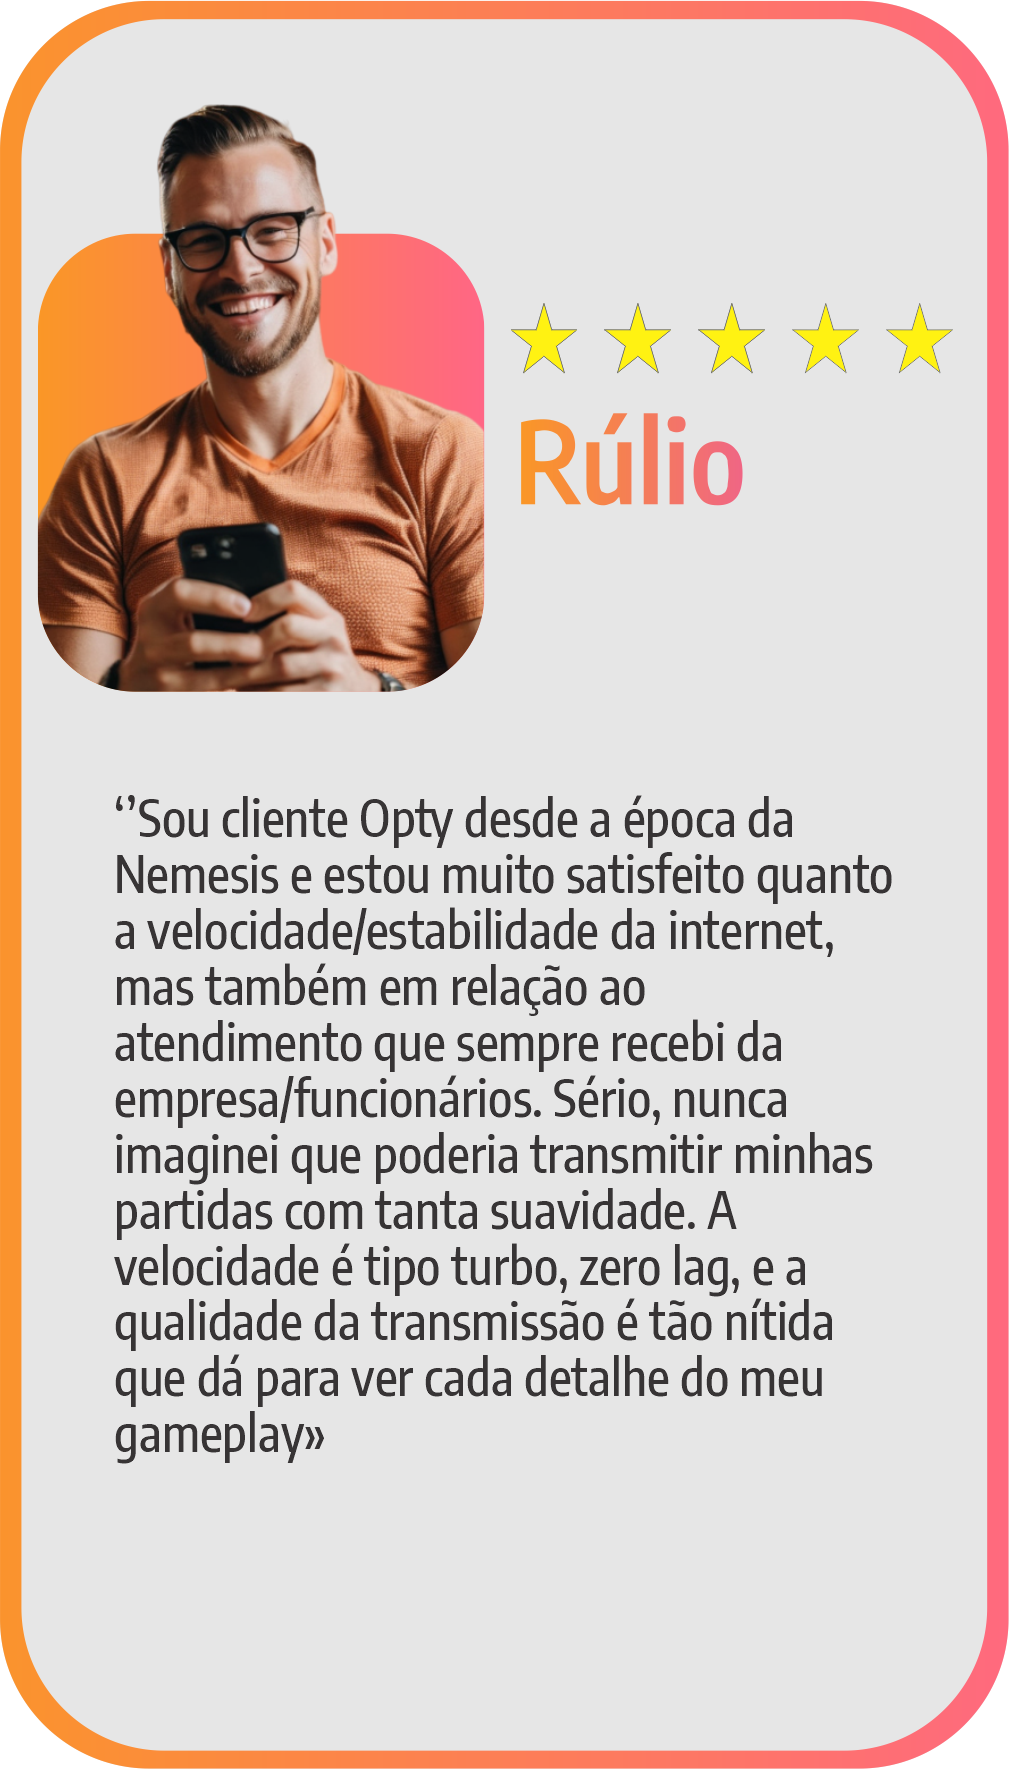 Rúlio
‘’Sou cliente Opty desde a época da
Nemesis e estou muito satisfeito quanto
a velocidade/estabilidade da internet,
mas também em relação ao
atendimento que sempre recebi da
empresa/funcionários. Sério, nunca
imaginei que poderia transmitir minhas
partidas com tanta suavidade. A
velocidade é tipo turbo, zero lag, e a
qualidade da transmissão é tão nítida
que dá para ver cada detalhe do meu
gameplay»